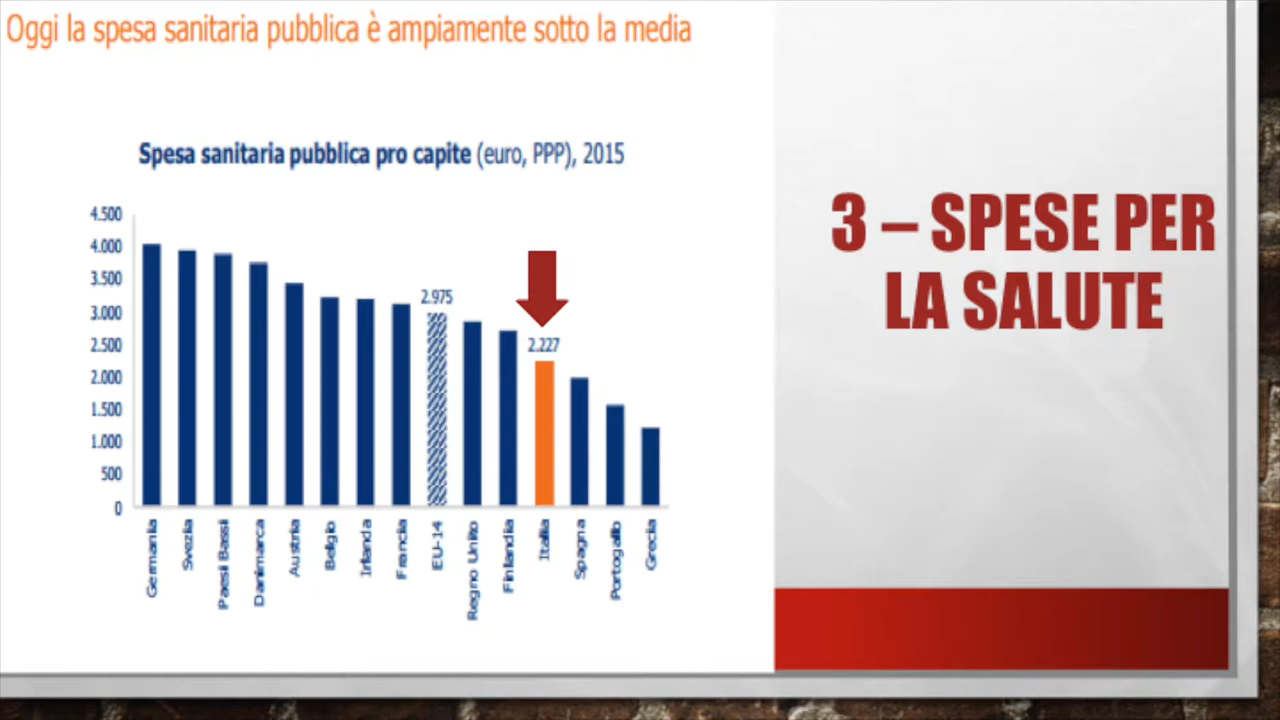 Oggi la spesa sanitaria pubblica è ampiamente sotto la media
Spesa sanitaria pubblica pro capite (euro, PPP), 2015
4.500
4.000
3.500
3.000
2.500
2.000
1.500
1.000
500
0
2.975
2.227
Germania
Svezia
Paesi Bassi
Danimarca
Austria
Belgio
Irlanda
Francia
EU-14
Regno Unito
Finlandia
Italia
Spagna
Portogallo
Grecia
3 – SPESE PER
LA SALUTE